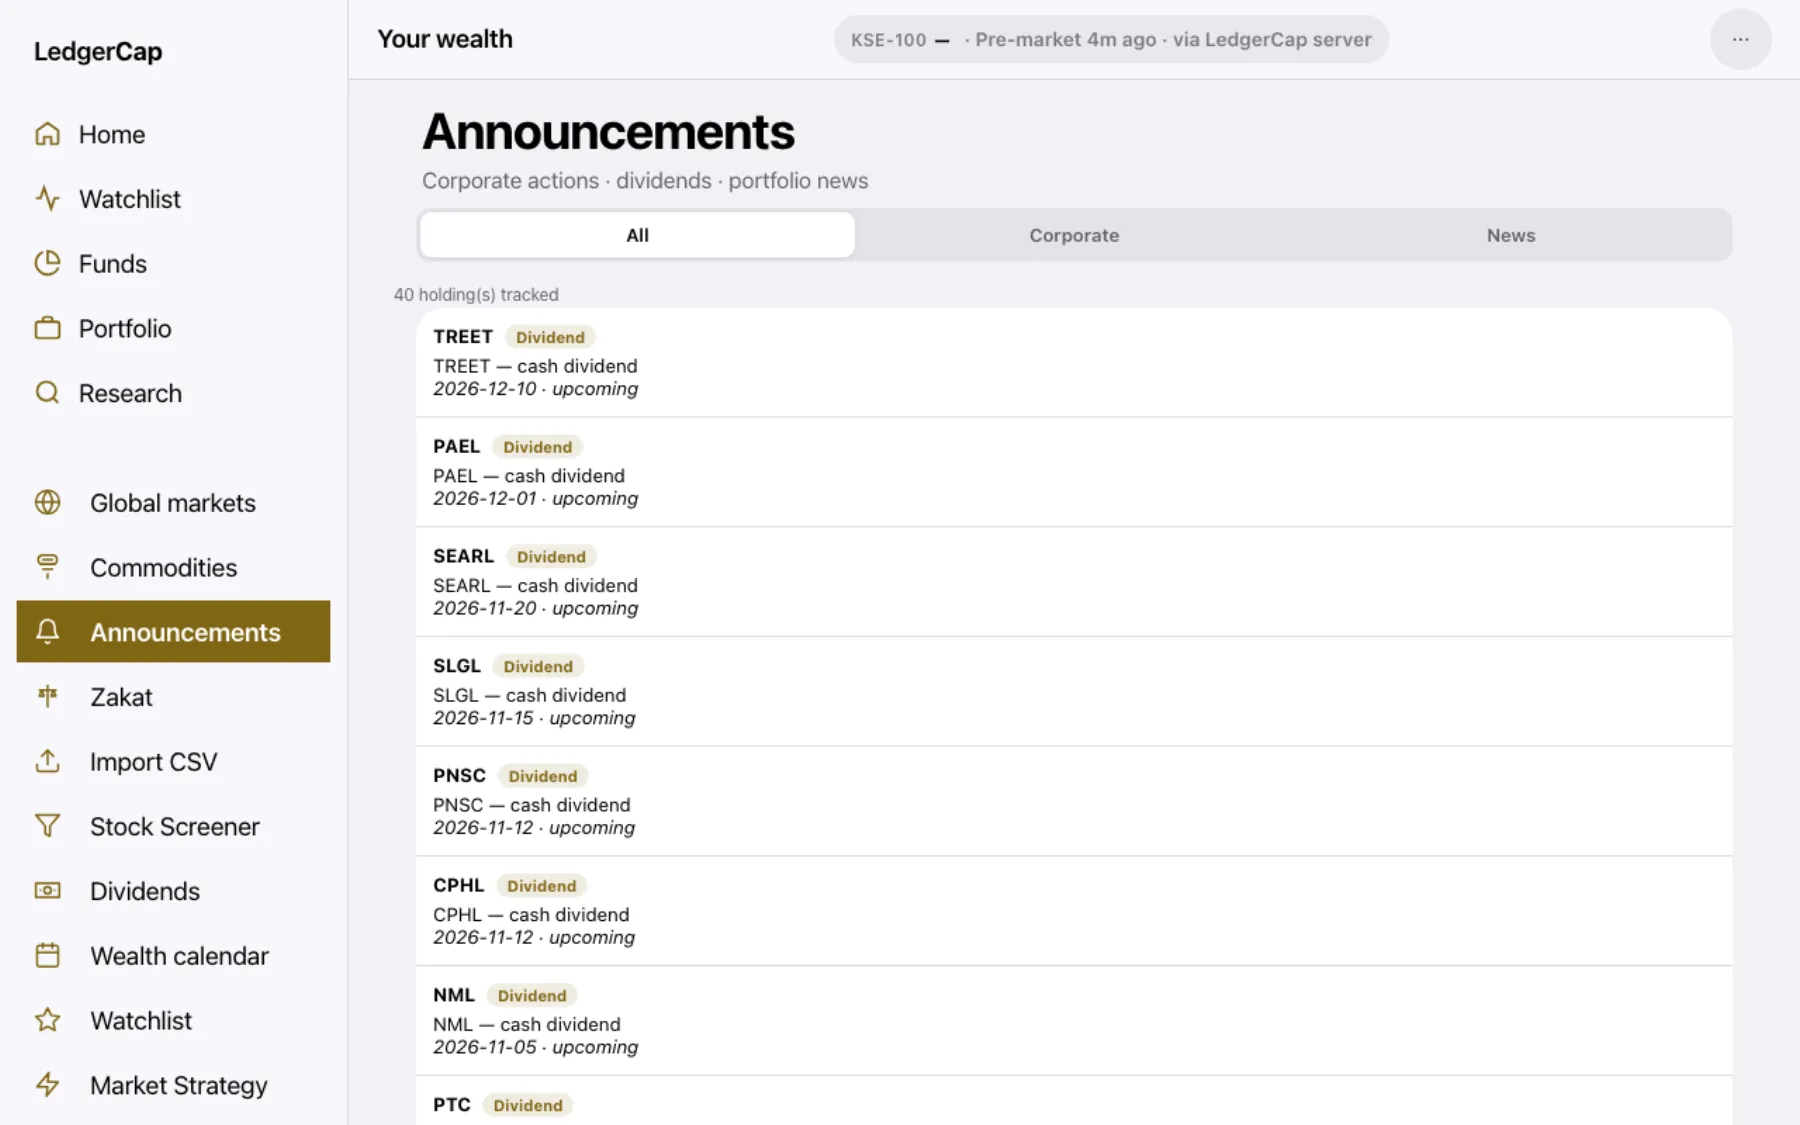 LedgerCap
Home
Watchlist
Funds
Portfolio
Research
Global markets
Commodities
Announcements
Zakat
Import CSV
Stock Screener
Dividends
Wealth calendar
Watchlist
Market Strategy
Your wealth
KSE-100 — · Pre-market 4m ago · via LedgerCap server
...
Announcements
Corporate actions · dividends · portfolio news
All
Corporate
News
40 holding(s) tracked
TREET Dividend
TREET — cash dividend
2026-12-10 · upcoming
PAEL Dividend
PAEL — cash dividend
2026-12-01 · upcoming
SEARL Dividend
SEARL — cash dividend
2026-11-20 · upcoming
SLGL Dividend
SLGL — cash dividend
2026-11-15 · upcoming
PNSC Dividend
PNSC — cash dividend
2026-11-12 · upcoming
CPHL Dividend
CPHL — cash dividend
2026-11-12 · upcoming
NML Dividend
NML — cash dividend
2026-11-05 · upcoming
PTC Dividend